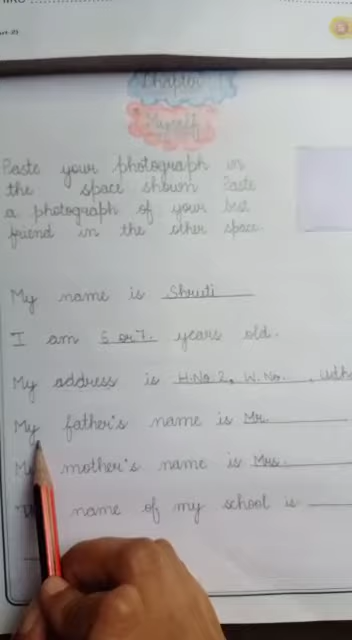 Chapter
Myself
Paste your photograph in
the space shown Paste
a photograph of your best
friend in the other space.
My name is Shruti
I am 6 or 7. years old.
My address is H.No 2, W.No. ,
My father's name is Mr.
My mother's name is Mrs.
name of my school is